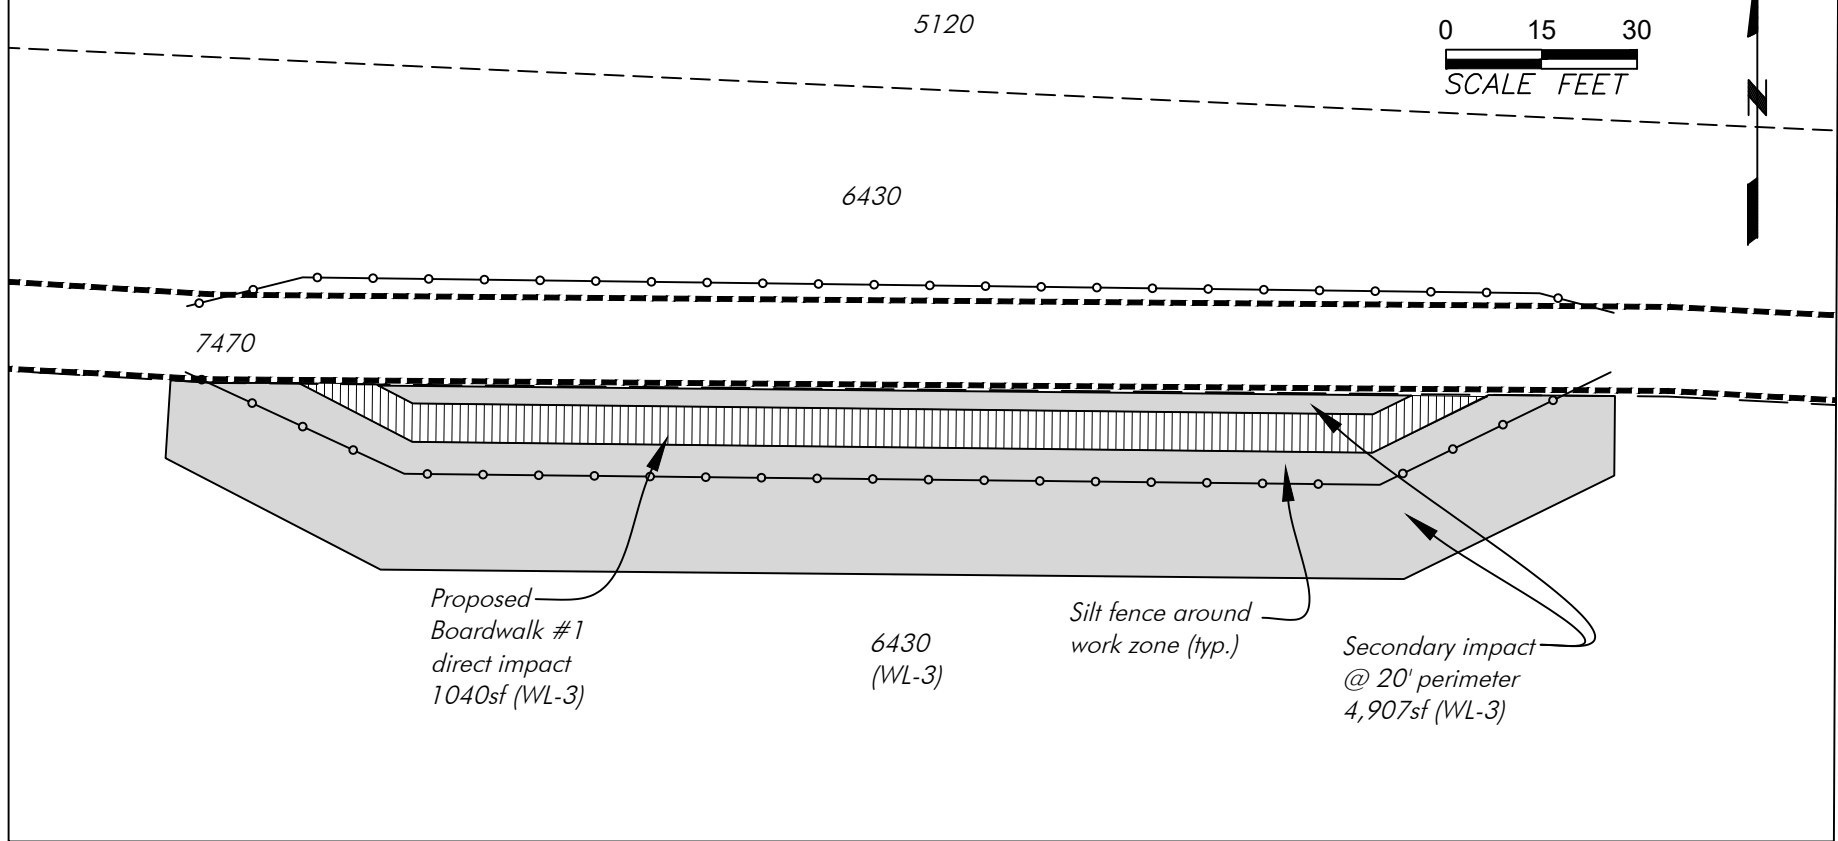 5120
0 15 30
SCALE FEET
N
6430
7470
Proposed
Boardwalk #1
direct impact
1040sf (WL-3)
6430
(WL-3)
Silt fence around
work zone (typ.)
Secondary impact
@ 20' perimeter
4,907sf (WL-3)